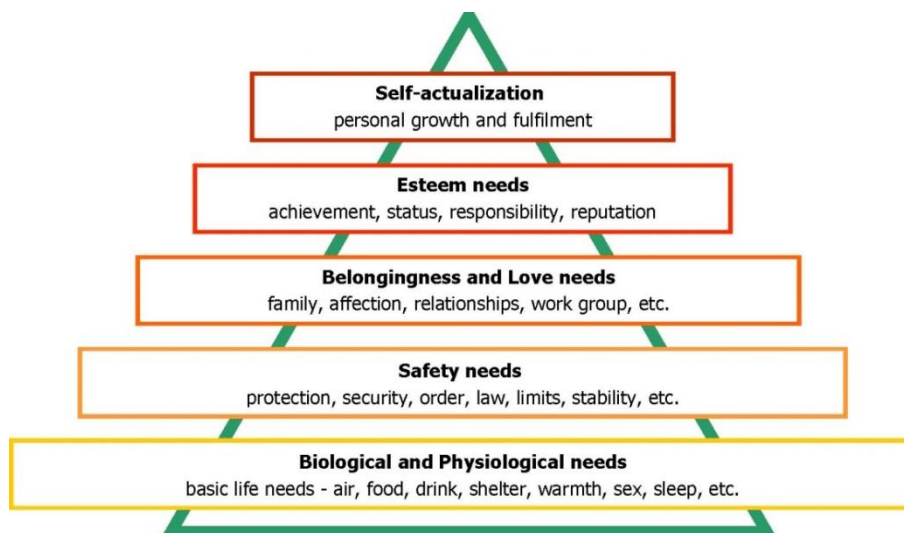 Self-actualization
personal growth and fulfilment
Esteem needs
achievement, status, responsibility, reputation
Belongingness and Love needs
family, affection, relationships, work group, etc.
Safety needs
protection, security, order, law, limits, stability, etc.
Biological and Physiological needs
basic life needs - air, food, drink, shelter, warmth, sex, sleep, etc.